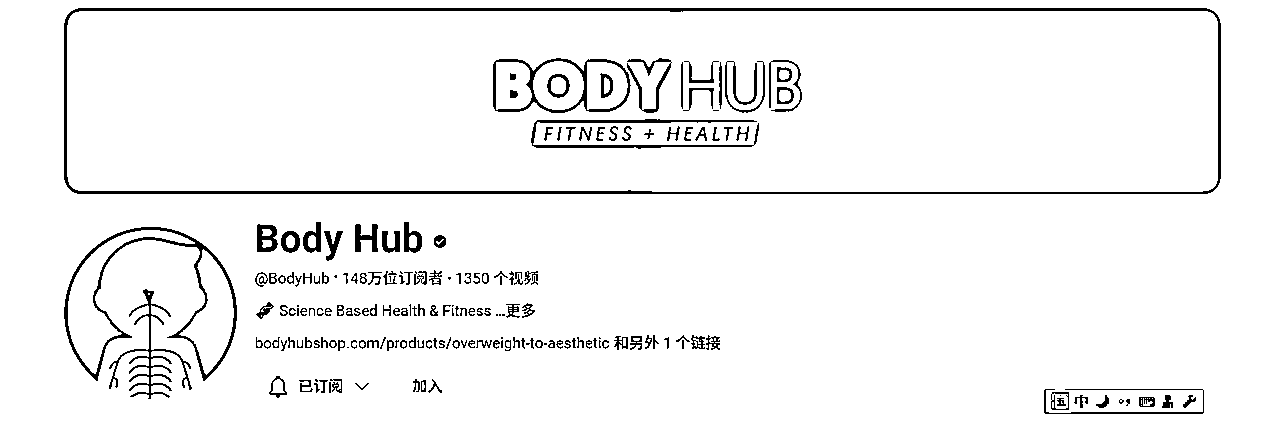 BODY HUB
FITNESS + HEALTH
Body Hub
@BodyHub · 148万位订阅者 · 1350 个视频
Science Based Health & Fitness ...更多
bodyhubshop.com/products/overweight-to-aesthetic 和另外 1 个链接
已订阅 加入
五 中